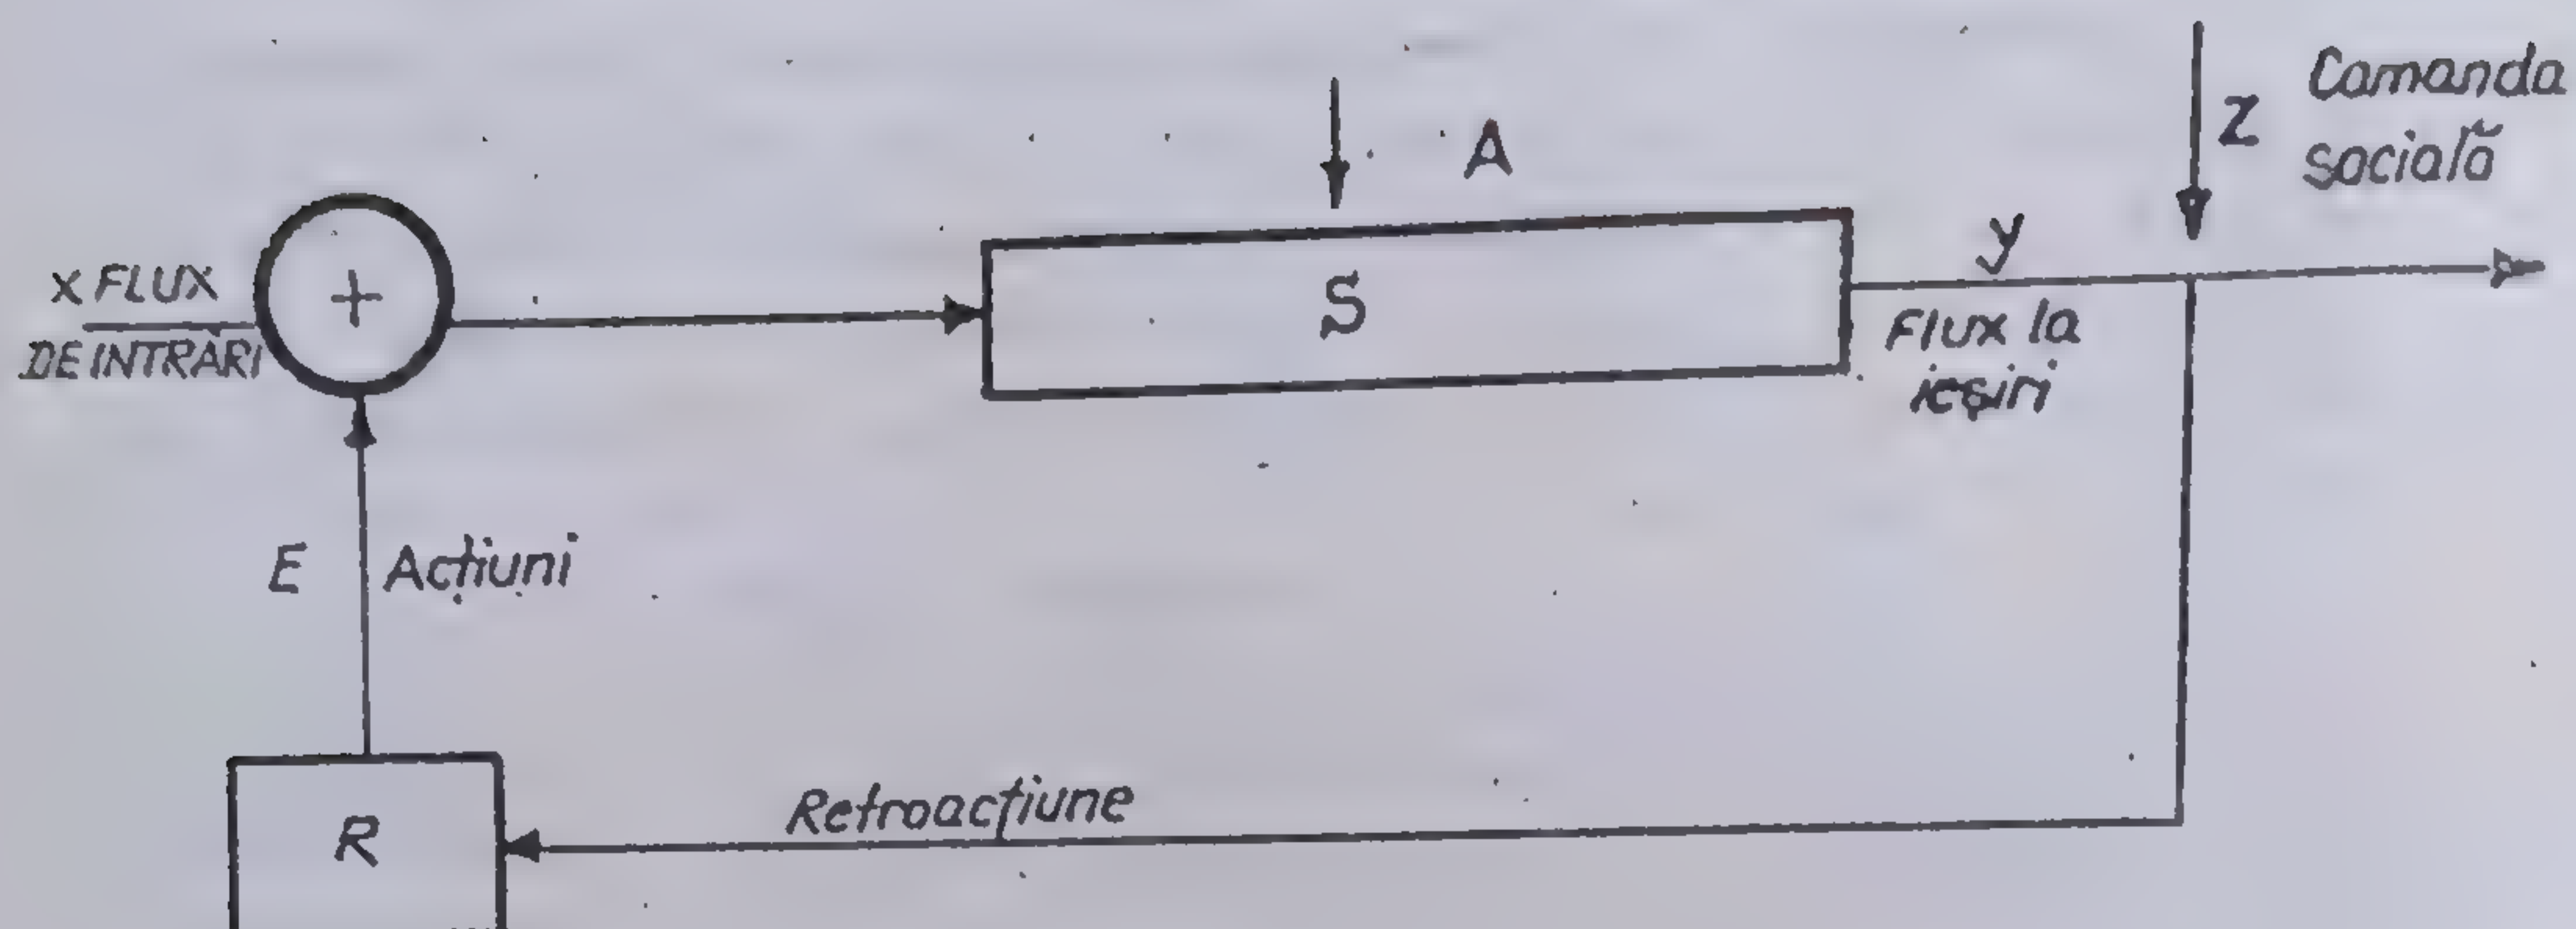 A
Z
Comanda
socială
x FLUX
DE INTRĂRI
+
S
y
Flux la
ieșiri
E
Acțiuni
Retroacțiune
R